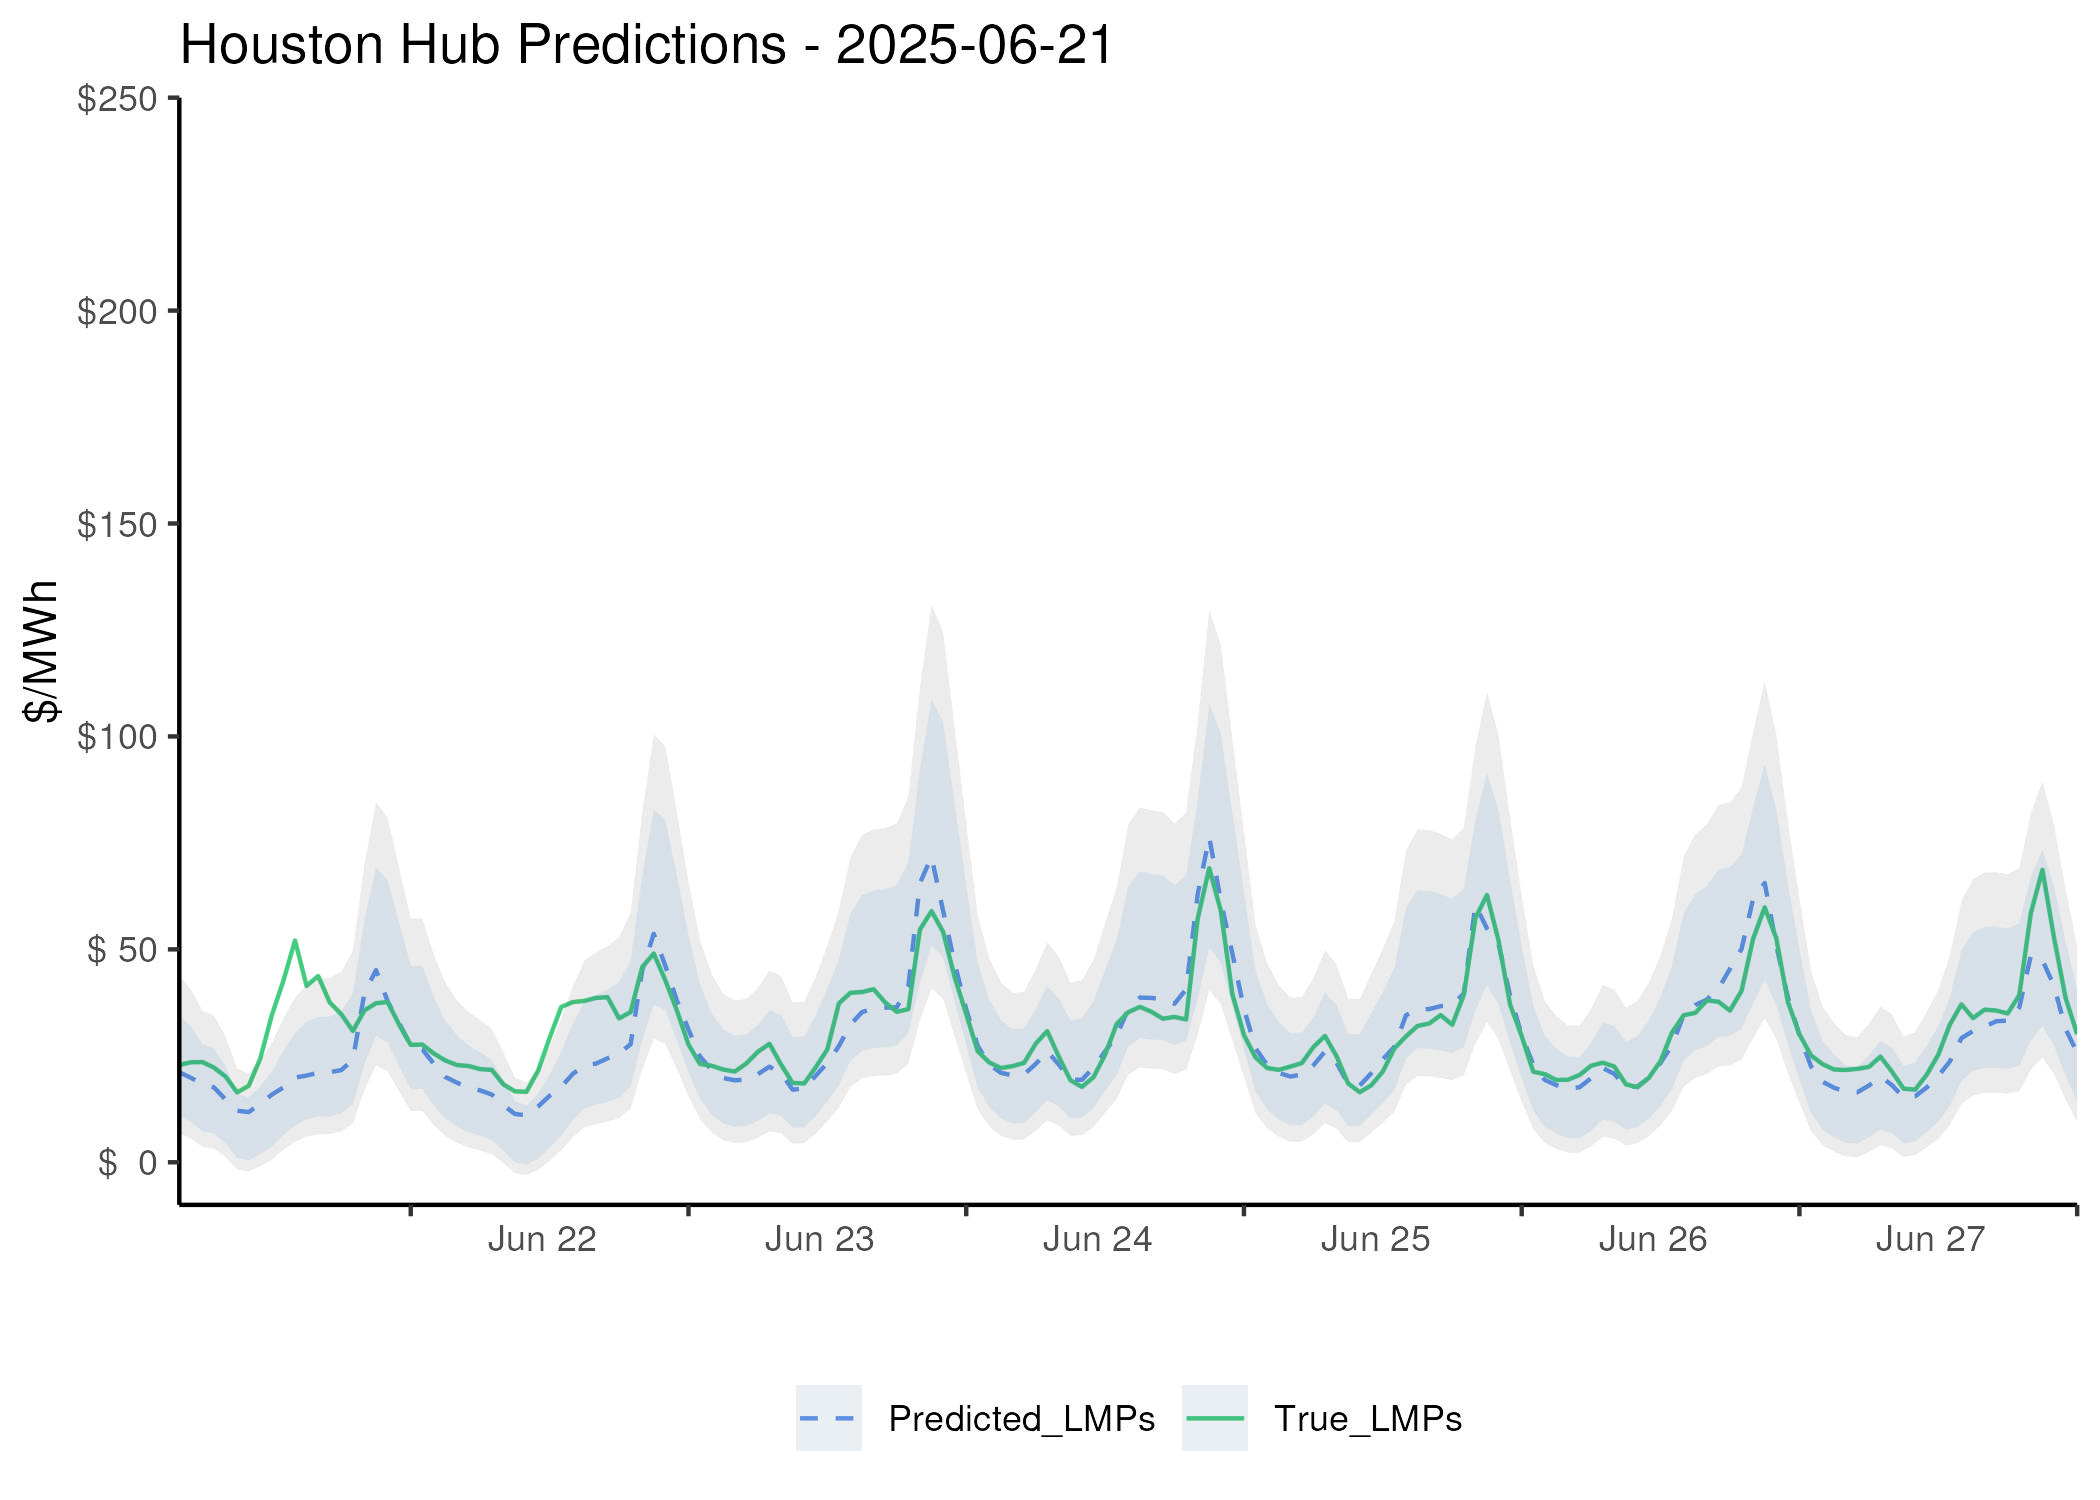 Houston Hub Predictions - 2025-06-21
$250
$200
$150
$100
$ 50
$ 0
$/MWh
Jun 22 Jun 23 Jun 24 Jun 25 Jun 26 Jun 27
Predicted_LMPs True_LMPs